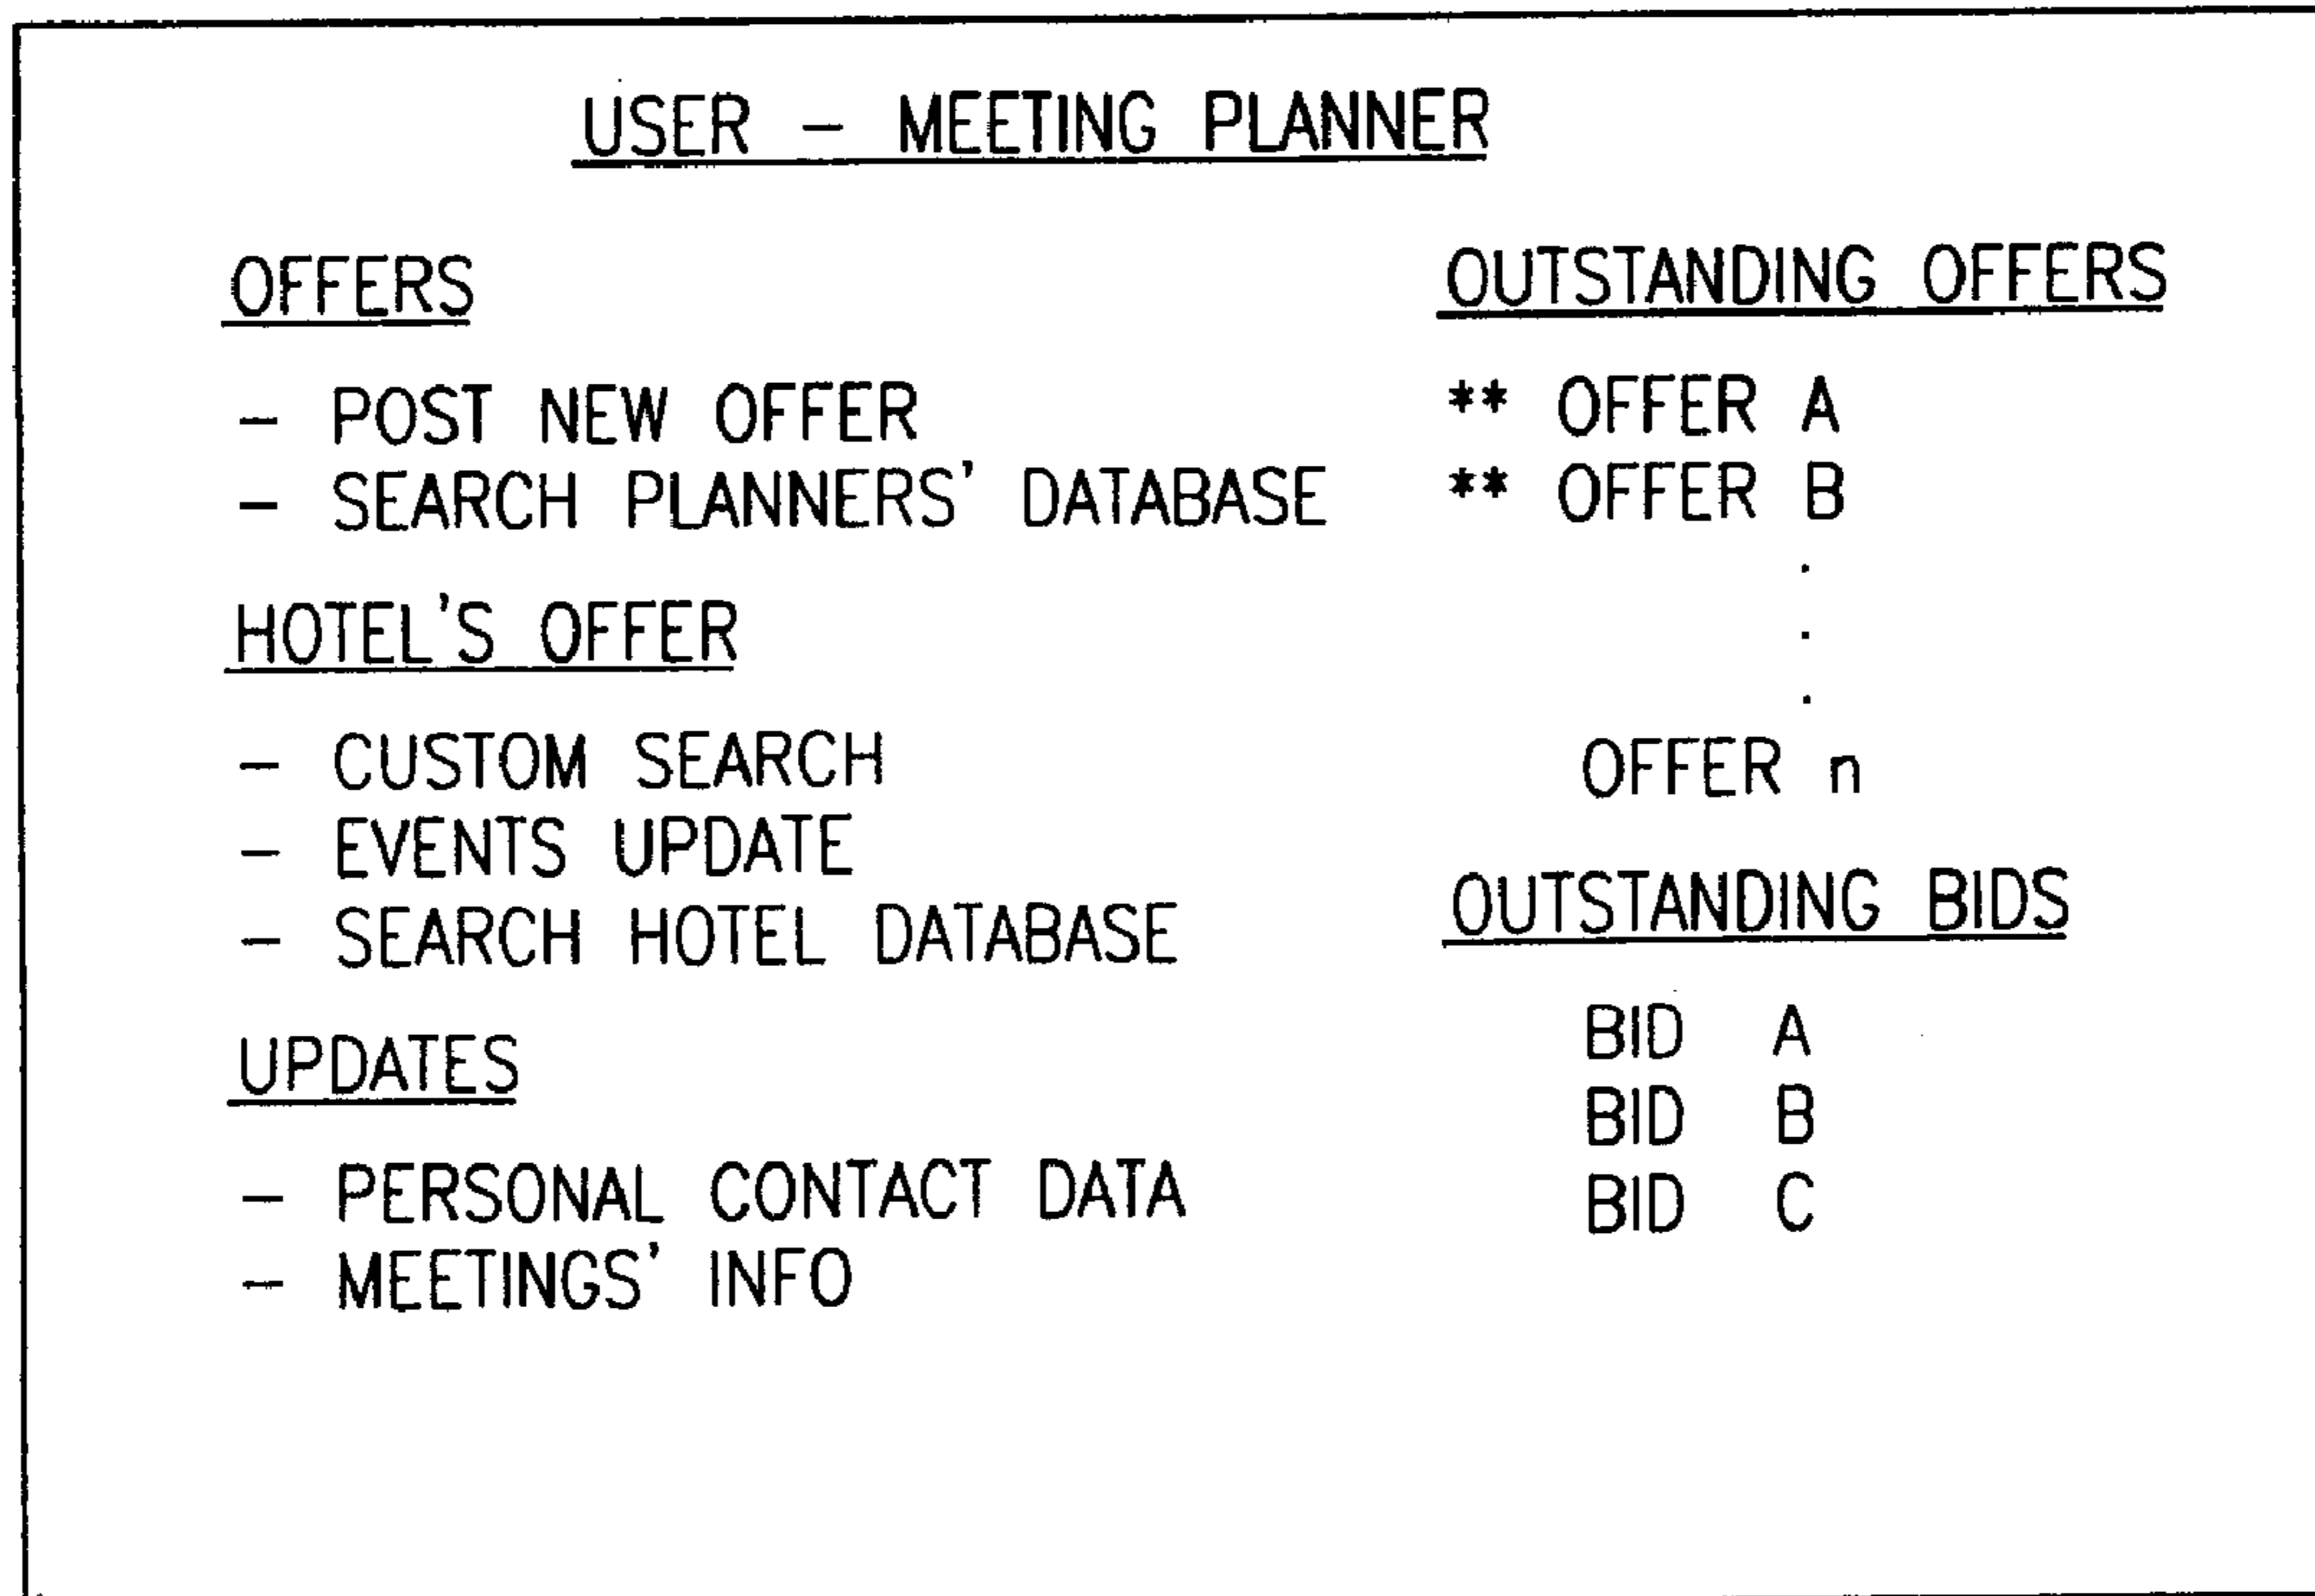 USER – MEETING PLANNER
OFFERS
– POST NEW OFFER
– SEARCH PLANNERS' DATABASE
HOTEL'S OFFER
– CUSTOM SEARCH
– EVENTS UPDATE
– SEARCH HOTEL DATABASE
UPDATES
– PERSONAL CONTACT DATA
– MEETINGS' INFO
OUTSTANDING OFFERS
** OFFER A
** OFFER B
.
.
.
OFFER n
OUTSTANDING BIDS
BID A
BID B
BID C